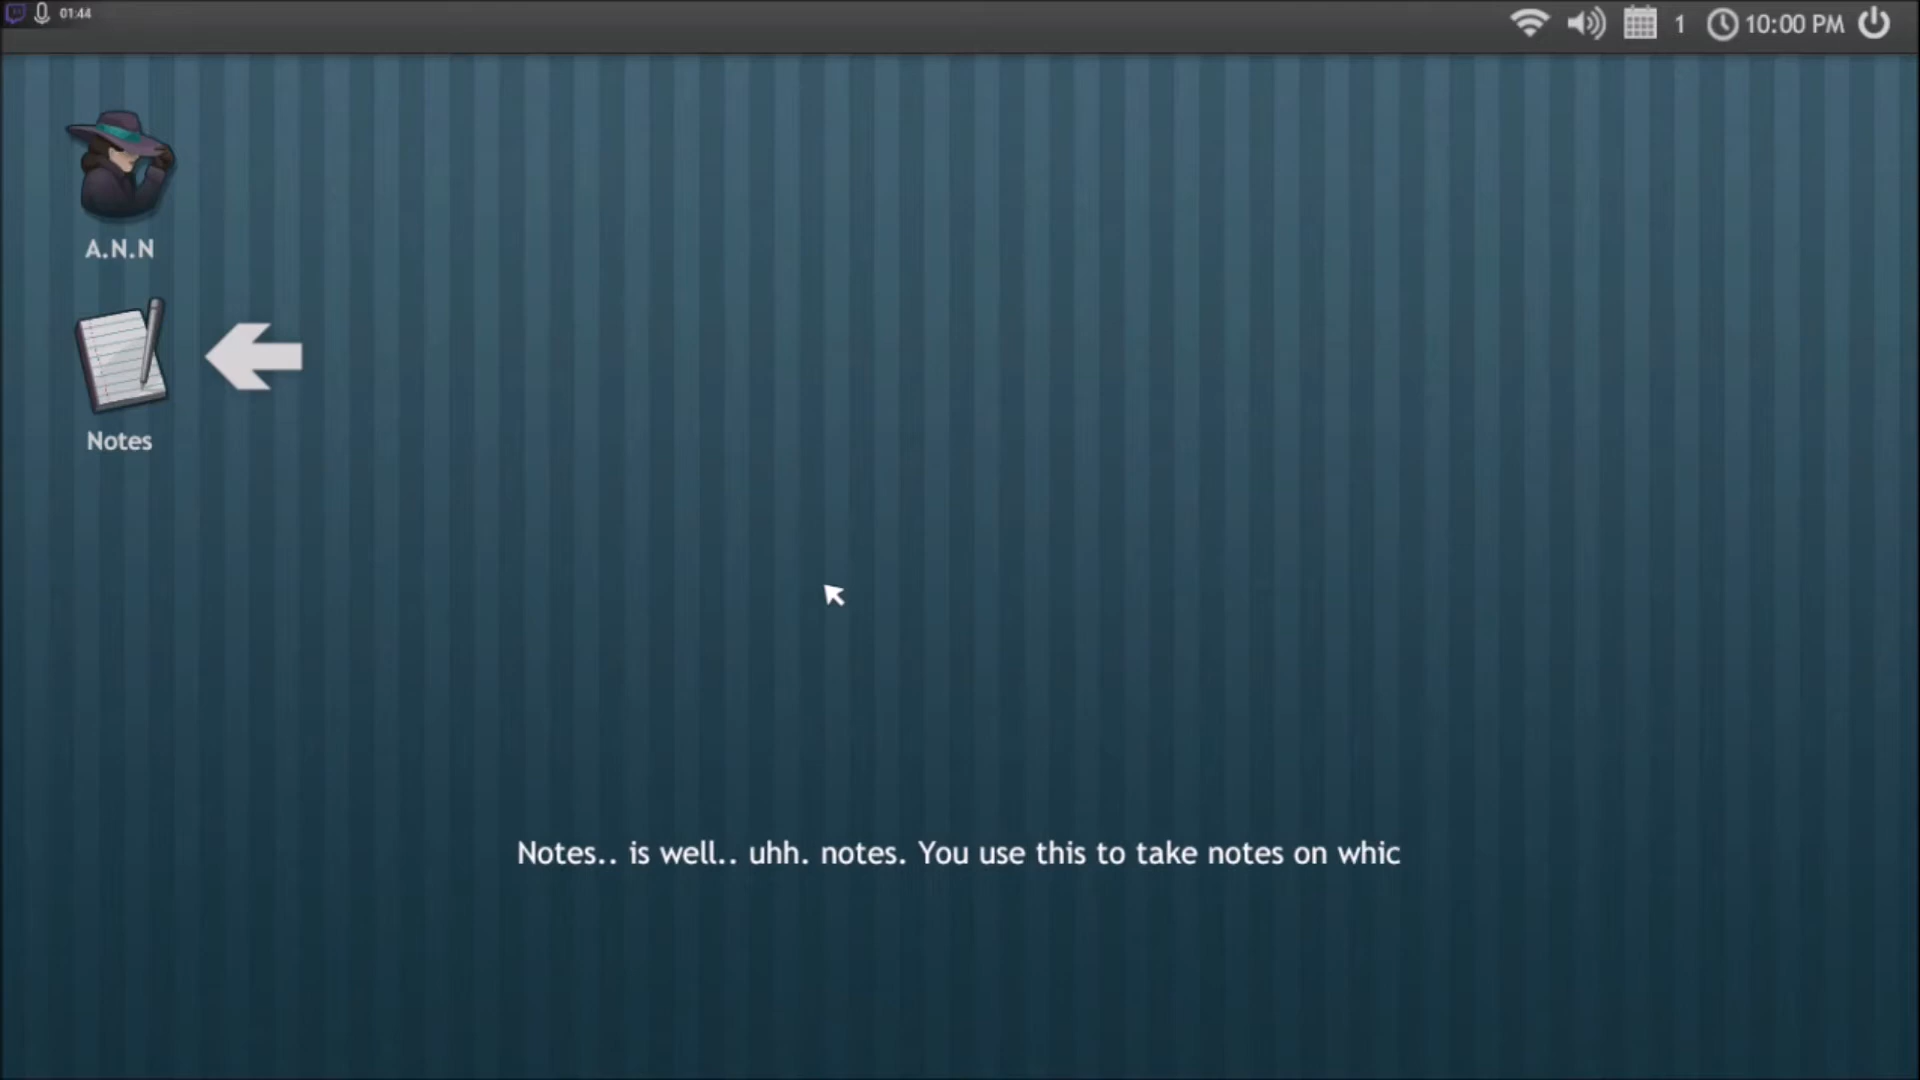 01:44
1 10:00 PM
A.N.N
Notes
Notes.. is well.. uhh. notes. You use this to take notes on whic